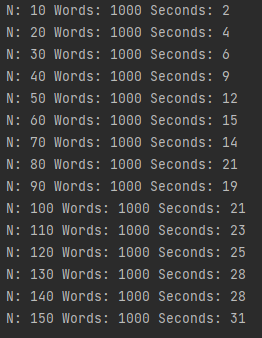 N: 10 Words: 1000 Seconds: 2
N: 20 Words: 1000 Seconds: 4
N: 30 Words: 1000 Seconds: 6
N: 40 Words: 1000 Seconds: 9
N: 50 Words: 1000 Seconds: 12
N: 60 Words: 1000 Seconds: 15
N: 70 Words: 1000 Seconds: 14
N: 80 Words: 1000 Seconds: 21
N: 90 Words: 1000 Seconds: 19
N: 100 Words: 1000 Seconds: 21
N: 110 Words: 1000 Seconds: 23
N: 120 Words: 1000 Seconds: 25
N: 130 Words: 1000 Seconds: 28
N: 140 Words: 1000 Seconds: 28
N: 150 Words: 1000 Seconds: 31